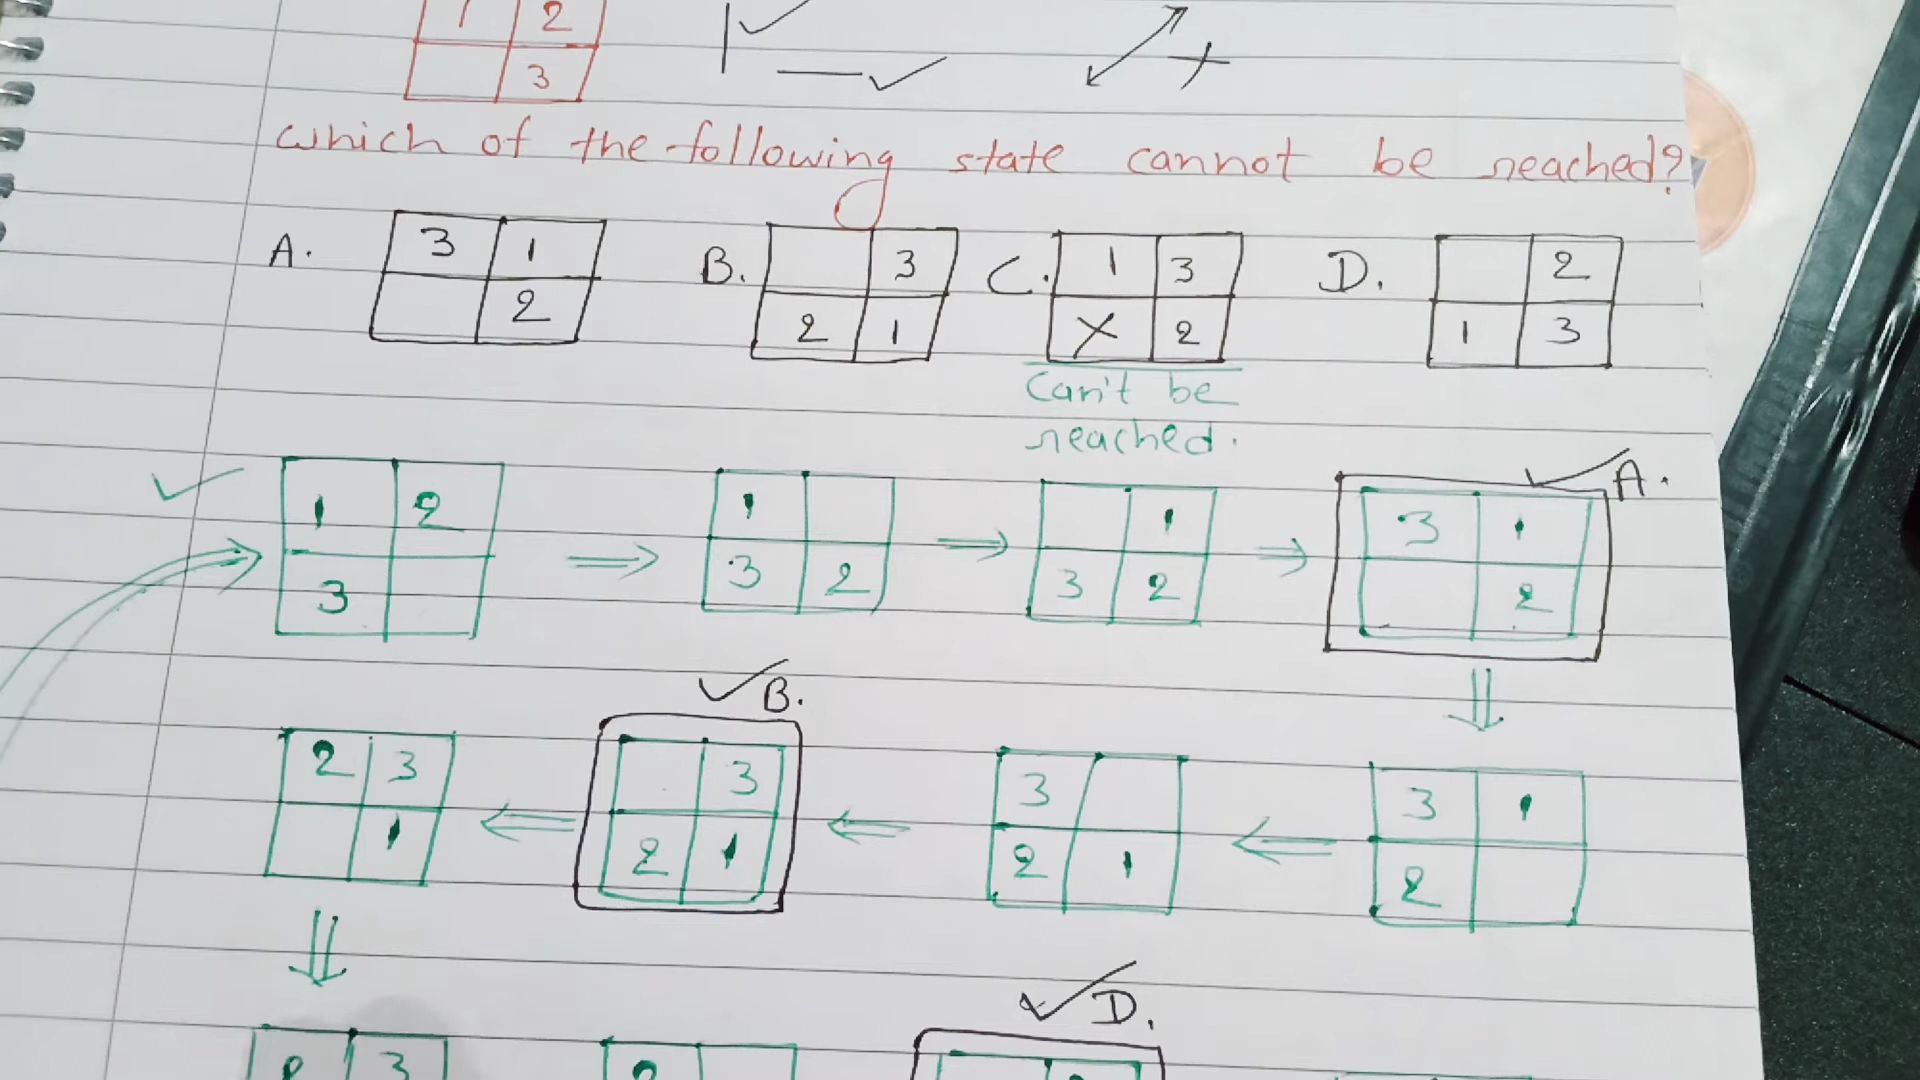 1 2
3
which of the following state cannot be reached?
A. 3 1 B. 3 C. 1 3 D. 2
2 2 1 X 2 1 3
Can't be
reached.
A.
1 2 1 1 3 1
3 3 2 3 2 2
B.
2 3 3 3 3 1
1 2 1 2 1 2
D.
3